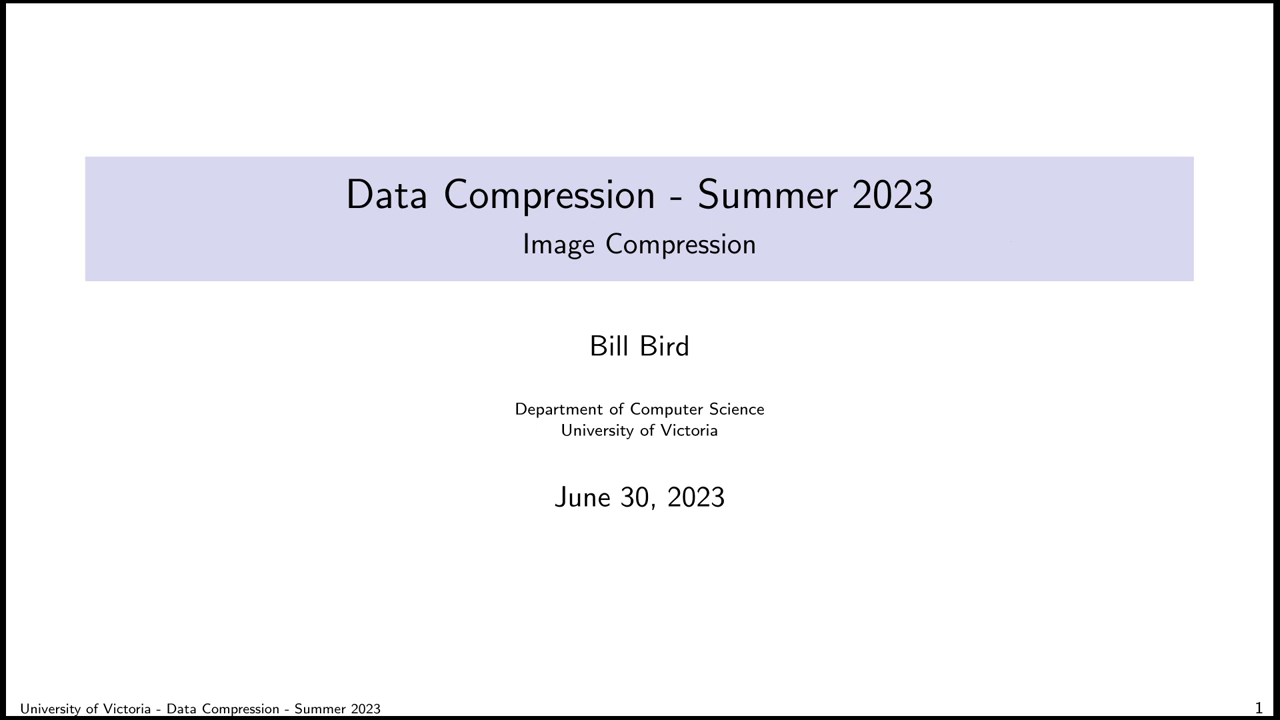 Data Compression - Summer 2023
Image Compression
Bill Bird
Department of Computer Science
University of Victoria
June 30, 2023
University of Victoria - Data Compression - Summer 2023
1